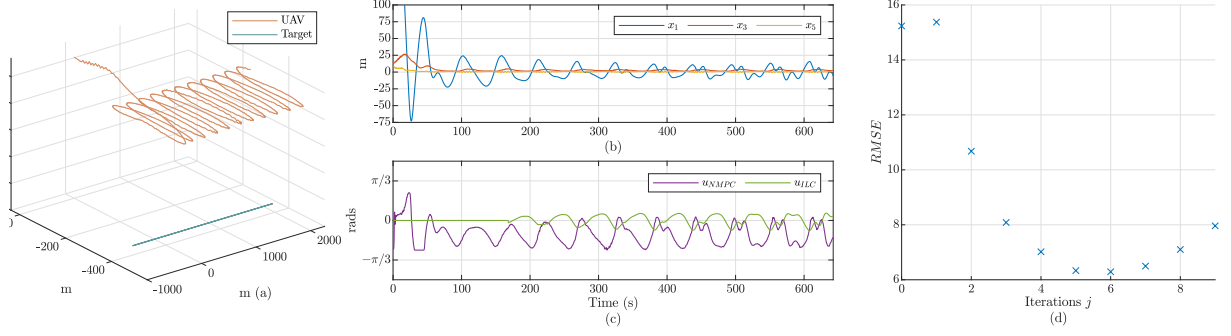 UAV
Target
0
-200
-400
m
-1000
0
1000
2000
m (a)
100
75
50
25
0
-25
-50
-75
m
x₁ x₃ x₅
0 100 200 300 400 500 600
(b)
π/3
0
−π/3
rads
u_NMPC u_ILC
0 100 200 300 400 500 600
Time (s)
(c)
16
14
12
10
8
6
RMSE
0 2 4 6 8
Iterations j
(d)